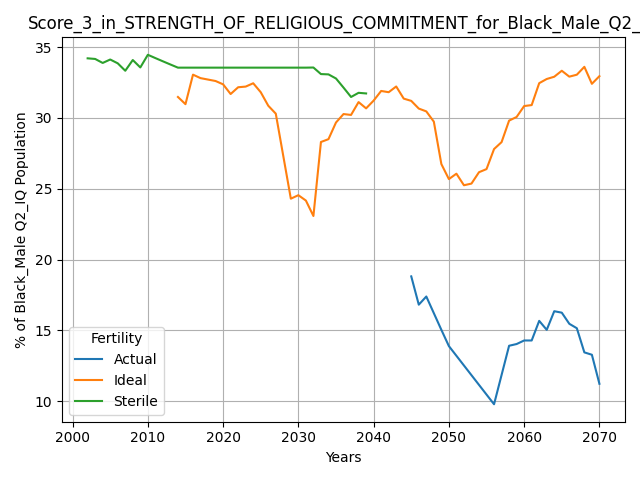 Score_3_in_STRENGTH_OF_RELIGIOUS_COMMITMENT_for_Black_Male_Q2_
% of Black_Male Q2_IQ Population
35
30
25
20
15
10
Fertility
Actual
Ideal
Sterile
2000 2010 2020 2030 2040 2050 2060 2070
Years